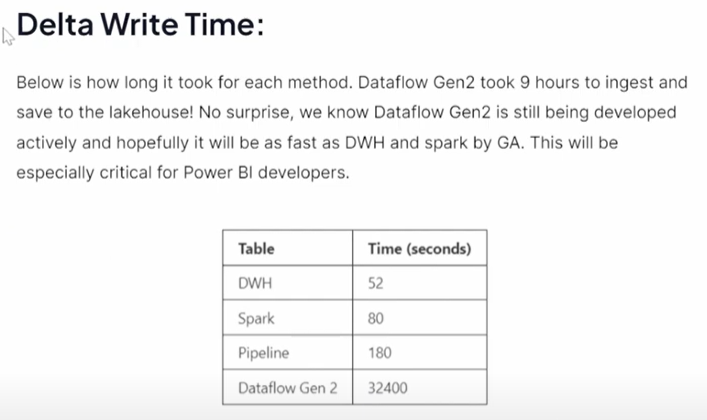 Delta Write Time:
Below is how long it took for each method. Dataflow Gen2 took 9 hours to ingest and
save to the lakehouse! No surprise, we know Dataflow Gen2 is still being developed
actively and hopefully it will be as fast as DWH and spark by GA. This will be
especially critical for Power BI developers.
Table Time (seconds)
DWH 52
Spark 80
Pipeline 180
Dataflow Gen 2 32400